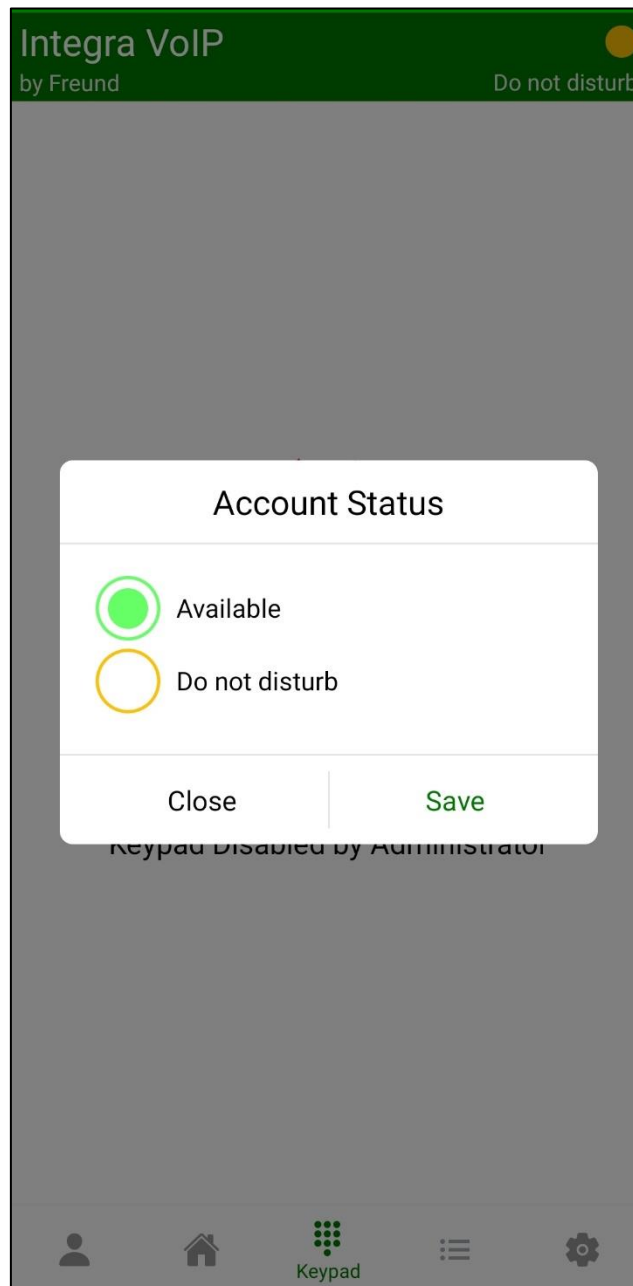 Integra VoIP
by Freund
Do not disturb
Account Status
Available
Do not disturb
Close
Save
Keypad Disabled by Administrator
Keypad